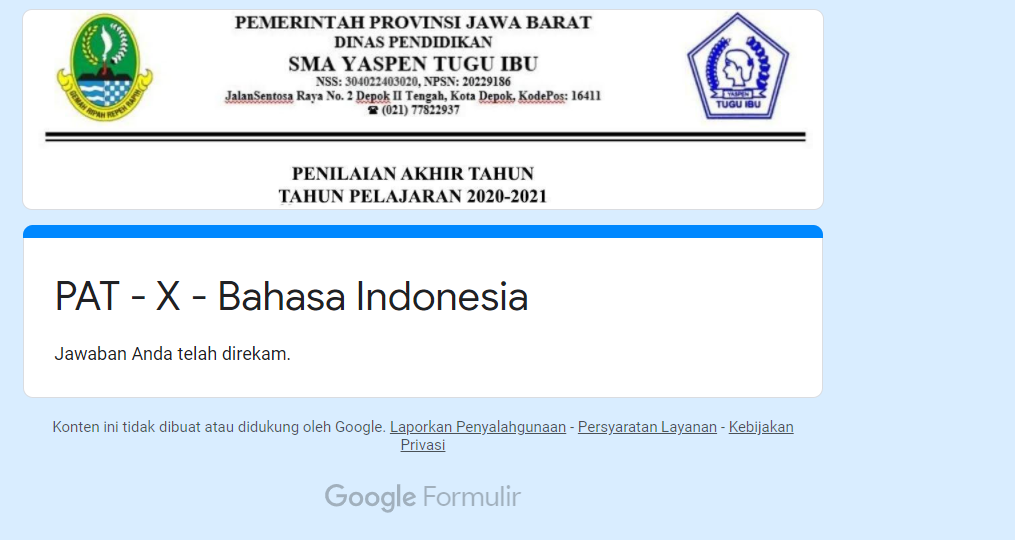 PEMERINTAH PROVINSI JAWA BARAT
DINAS PENDIDIKAN
SMA YASPEN TUGU IBU
NSS: 304022403020, NPSN: 20229186
JalanSentosa Raya No. 2 Depok II Tengah, Kota Depok, KodePos: 16411
☎ (021) 77822937
GEMAH RIPAH REPEH RAPIH
YASPEN
TUGU IBU
PENILAIAN AKHIR TAHUN
TAHUN PELAJARAN 2020-2021
PAT - X - Bahasa Indonesia
Jawaban Anda telah direkam.
Konten ini tidak dibuat atau didukung oleh Google. Laporkan Penyalahgunaan - Persyaratan Layanan - Kebijakan
Privasi
Google Formulir